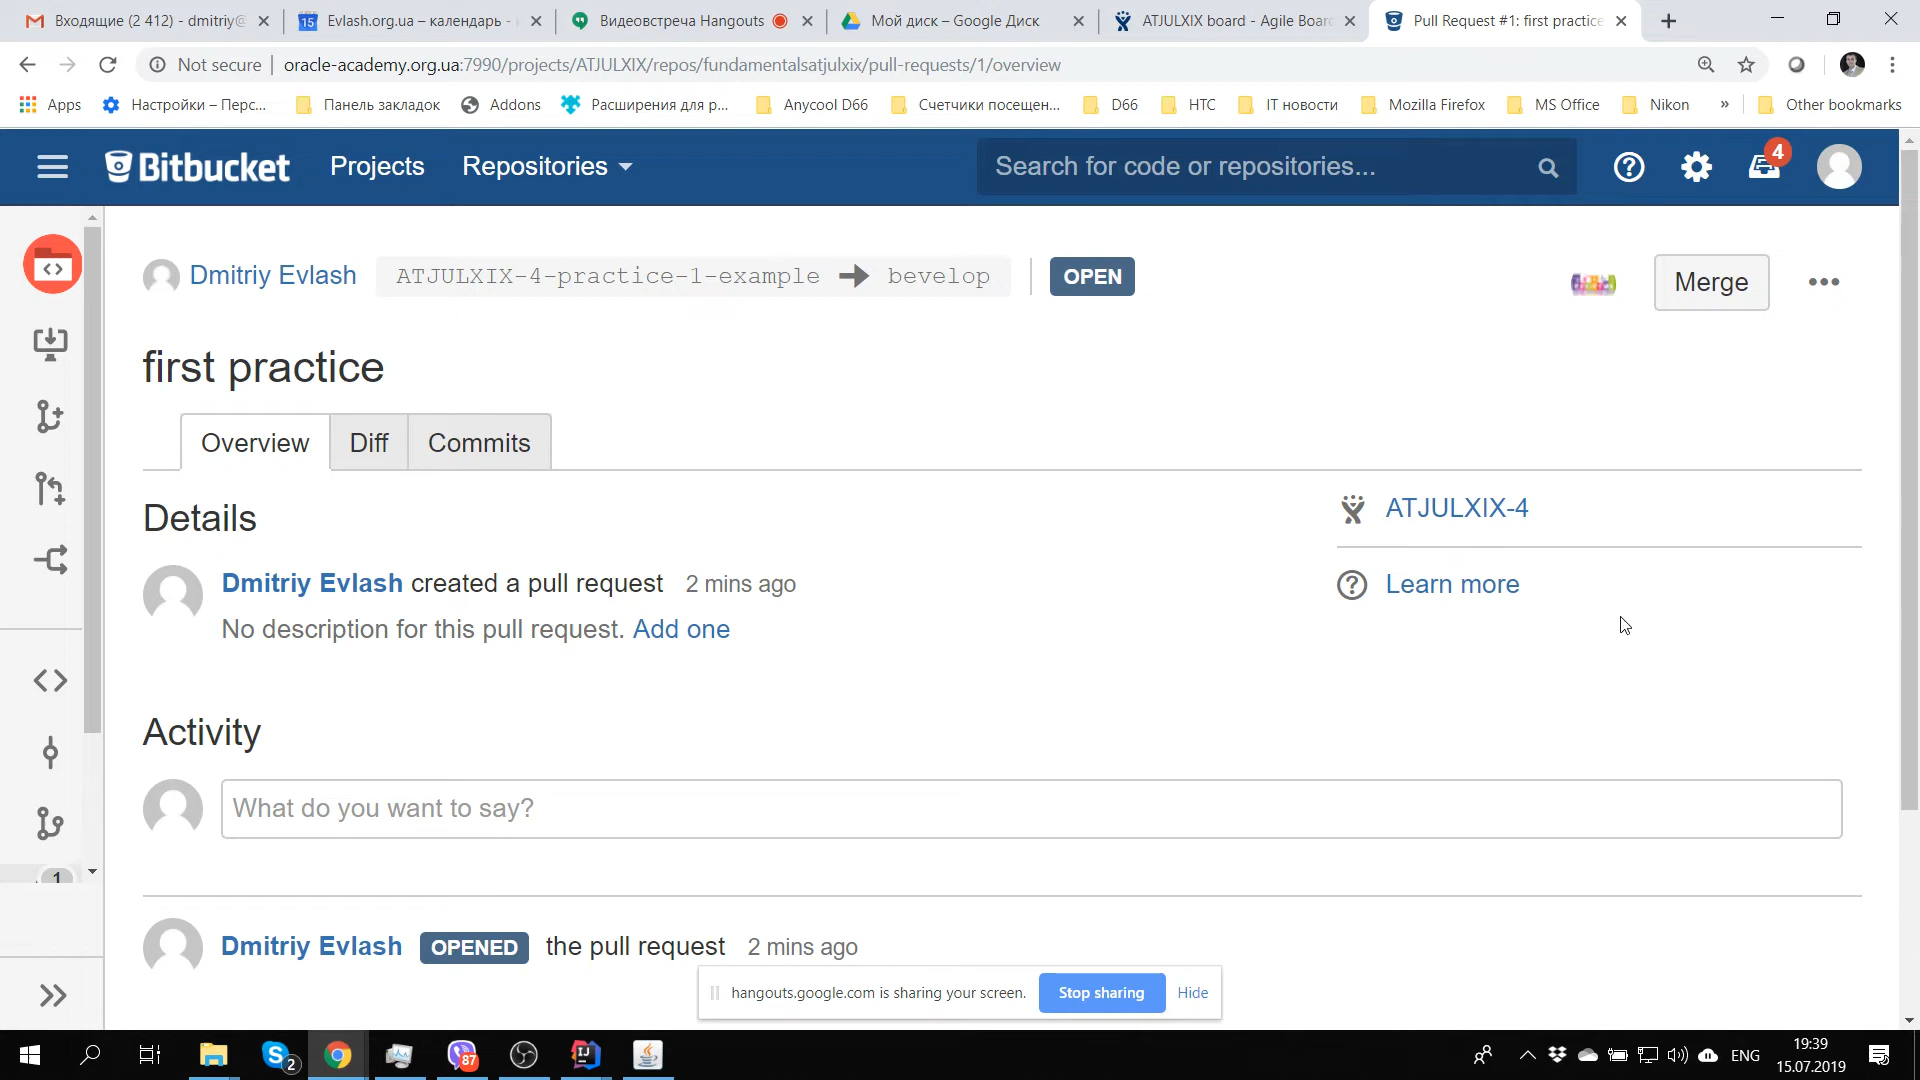 Входящие (2 412) - dmitriy@
Evlash.org.ua – календарь -
Видеовстреча Hangouts
Мой диск – Google Диск
ATJULXIX board - Agile Boar
Pull Request #1: first practice
Not secure
oracle-academy.org.ua:7990/projects/ATJULXIX/repos/fundamentalsatjulxix/pull-requests/1/overview
Apps
Настройки – Перс...
Панель закладок
Addons
Расширения для р...
Anycool D66
Счетчики посещен...
D66
HTC
IT новости
Mozilla Firefox
MS Office
Nikon
»
Other bookmarks
Bitbucket
Projects
Repositories
Search for code or repositories...
4
Dmitriy Evlash
ATJULXIX-4-practice-1-example
bevelop
OPEN
Merge
first practice
Overview
Diff
Commits
Details
ATJULXIX-4
Dmitriy Evlash created a pull request 2 mins ago
Learn more
No description for this pull request. Add one
Activity
What do you want to say?
1
Dmitriy Evlash OPENED the pull request 2 mins ago
hangouts.google.com is sharing your screen.
Stop sharing
Hide
2
87
ENG
19:39
15.07.2019